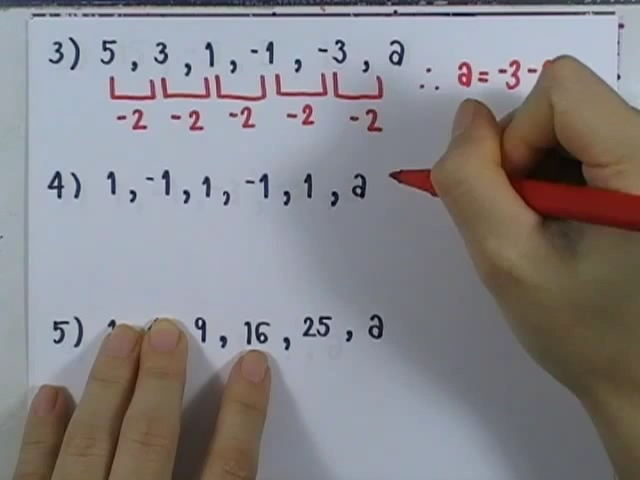 3) 5, 3, 1, -1, -3, a ∴ a = -3 -
-2 -2 -2 -2 -2
4) 1, -1, 1, -1, 1, a
5) 9, 16, 25, a